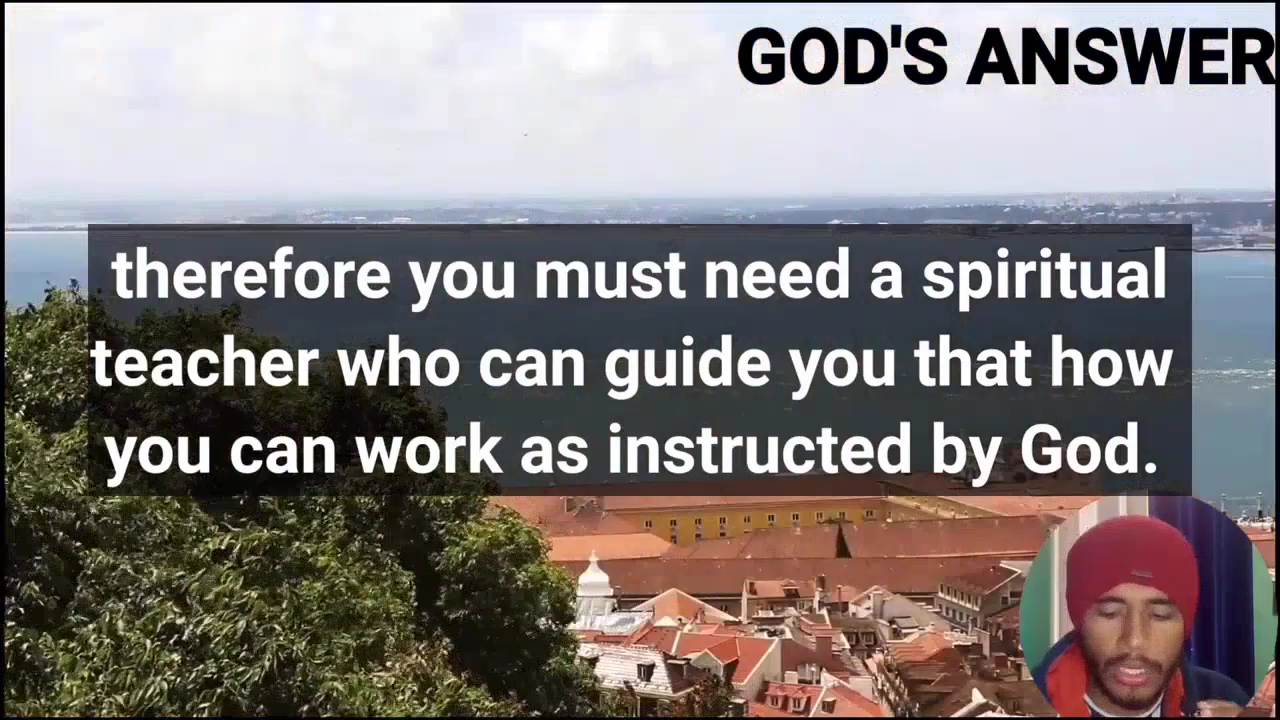 GOD'S ANSWER
therefore you must need a spiritual
teacher who can guide you that how
you can work as instructed by God.